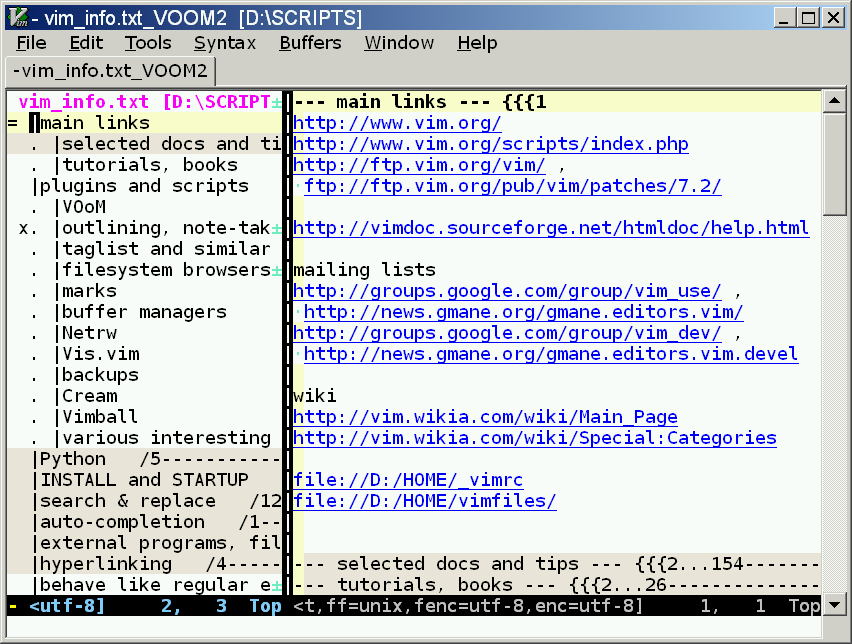 - vim_info.txt_VOOM2 [D:\SCRIPTS]
File Edit Tools Syntax Buffers Window Help
-vim_info.txt_VOOM2
vim_info.txt [D:\SCRIPT±
= |main links
. |selected docs and ti
. |tutorials, books
|plugins and scripts
. |VOoM
x. |outlining, note-tak±
. |taglist and similar
. |filesystem browsers±
. |marks
. |buffer managers
. |Netrw
. |Vis.vim
. |backups
. |Cream
. |Vimball
. |various interesting
|Python /5-----------
|INSTALL and STARTUP
|search & replace /12
|auto-completion /1--
|external programs, fil
|hyperlinking /4-----
|behave like regular e±
- <utf-8] 2, 3 Top
--- main links --- {{{1
http://www.vim.org/
http://www.vim.org/scripts/index.php
http://ftp.vim.org/vim/ ,
ftp://ftp.vim.org/pub/vim/patches/7.2/
http://vimdoc.sourceforge.net/htmldoc/help.html
mailing lists
http://groups.google.com/group/vim_use/ ,
http://news.gmane.org/gmane.editors.vim/
http://groups.google.com/group/vim_dev/ ,
http://news.gmane.org/gmane.editors.vim.devel
wiki
http://vim.wikia.com/wiki/Main_Page
http://vim.wikia.com/wiki/Special:Categories
file://D:/HOME/_vimrc
file://D:/HOME/vimfiles/
--- selected docs and tips --- {{{2...154-------
--- tutorials, books --- {{{2...26--------------
<t,ff=unix,fenc=utf-8,enc=utf-8] 1, 1 Top